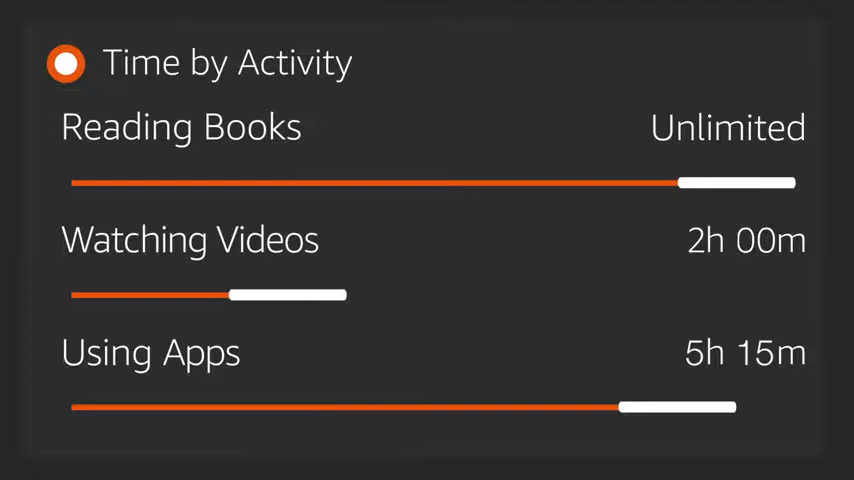 Time by Activity
Reading Books Unlimited
Watching Videos 2h 00m
Using Apps 5h 15m